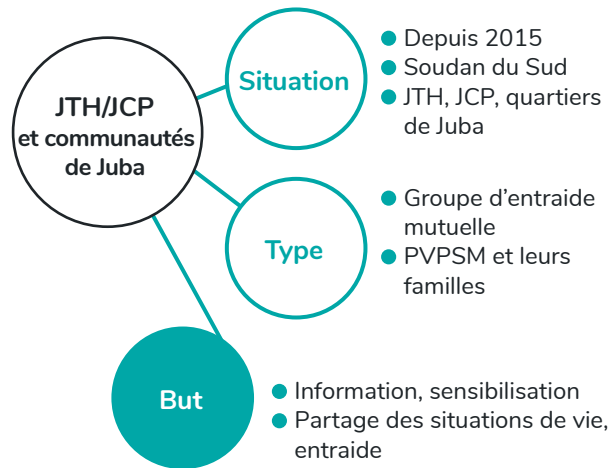 JTH/JCP
et communautés
de Juba
Situation
● Depuis 2015
● Soudan du Sud
● JTH, JCP, quartiers
de Juba
Type
● Groupe d’entraide
mutuelle
● PVPSM et leurs
familles
But
● Information, sensibilisation
● Partage des situations de vie,
entraide